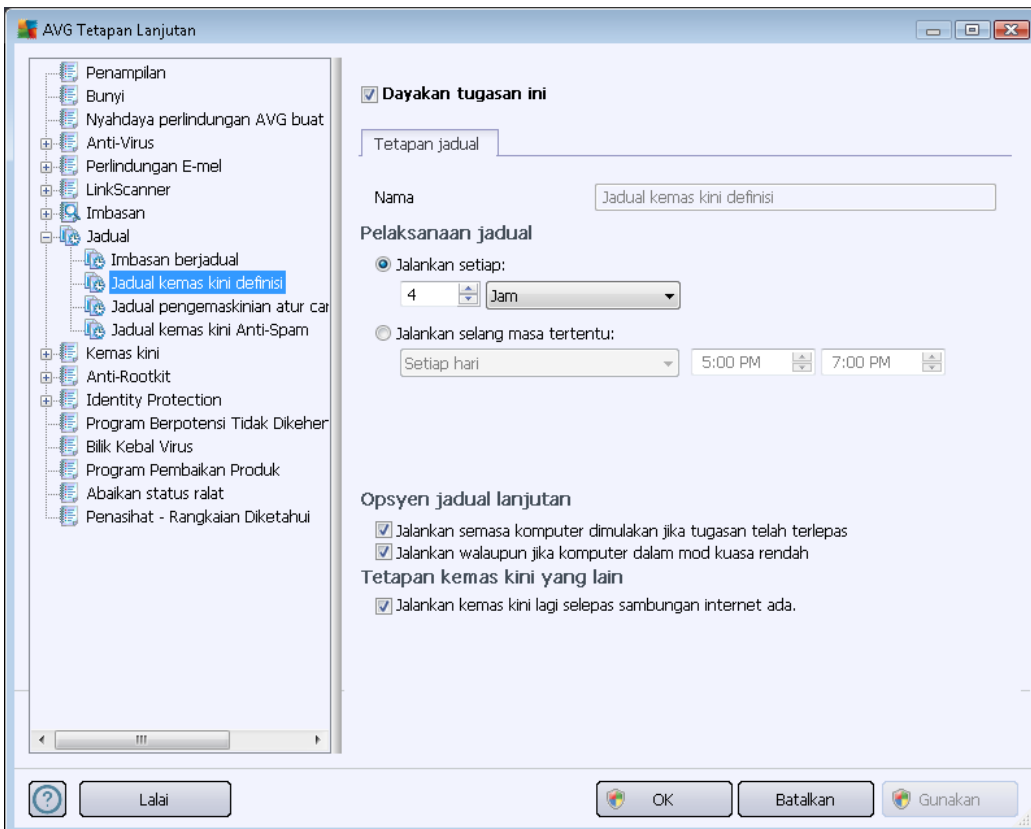 AVG Tetapan Lanjutan
Penampilan
Bunyi
Nyahdaya perlindungan AVG buat
Anti-Virus
Perlindungan E-mel
LinkScanner
Imbasan
Jadual
Imbasan berjadual
Jadual kemas kini definisi
Jadual pengemaskinian atur car
Jadual kemas kini Anti-Spam
Kemas kini
Anti-Rootkit
Identity Protection
Program Berpotensi Tidak Dikeher
Bilik Kebal Virus
Program Pembaikan Produk
Abaikan status ralat
Penasihat - Rangkaian Diketahui
Dayakan tugasan ini
Tetapan jadual
Nama Jadual kemas kini definisi
Pelaksanaan jadual
Jalankan setiap:
4 Jam
Jalankan selang masa tertentu:
Setiap hari 5:00 PM 7:00 PM
Opsyen jadual lanjutan
Jalankan semasa komputer dimulakan jika tugasan telah terlepas
Jalankan walaupun jika komputer dalam mod kuasa rendah
Tetapan kemas kini yang lain
Jalankan kemas kini lagi selepas sambungan internet ada.
Lalai OK Batalkan Gunakan